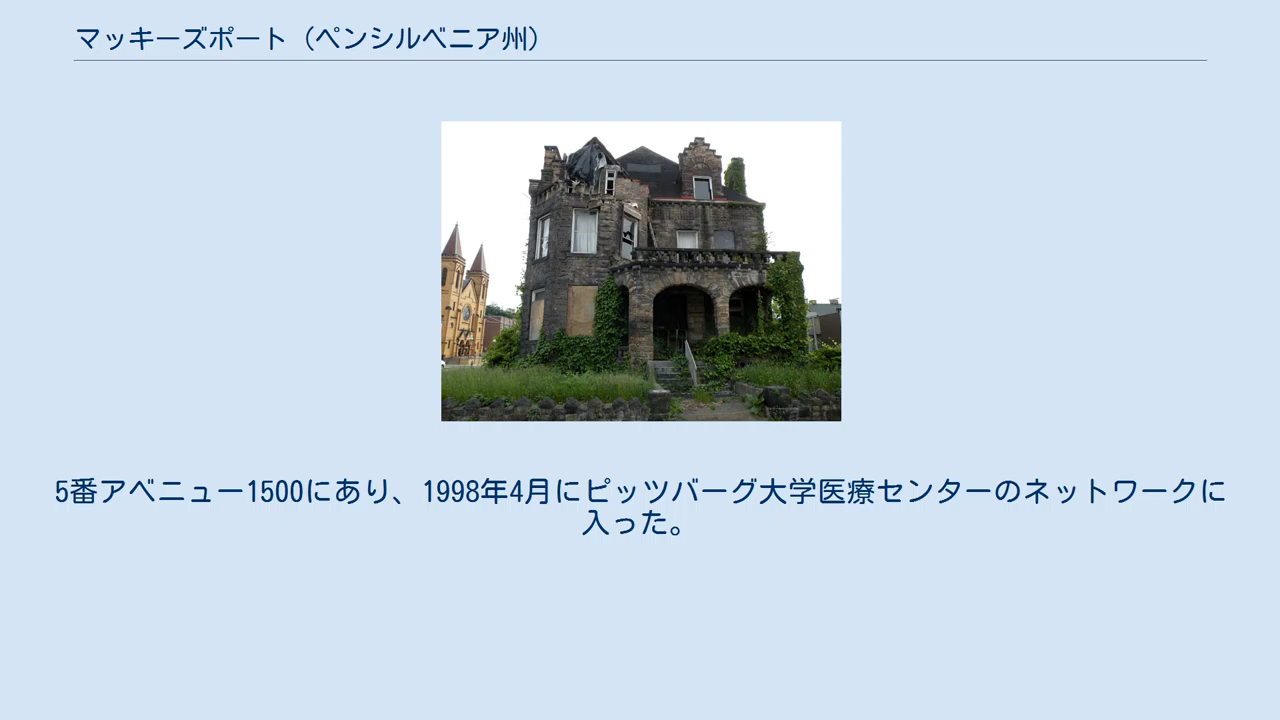 マッキーズポート（ペンシルベニア州）
5番アベニュー1500にあり、1998年4月にピッツバーグ大学医療センターのネットワークに
入った。